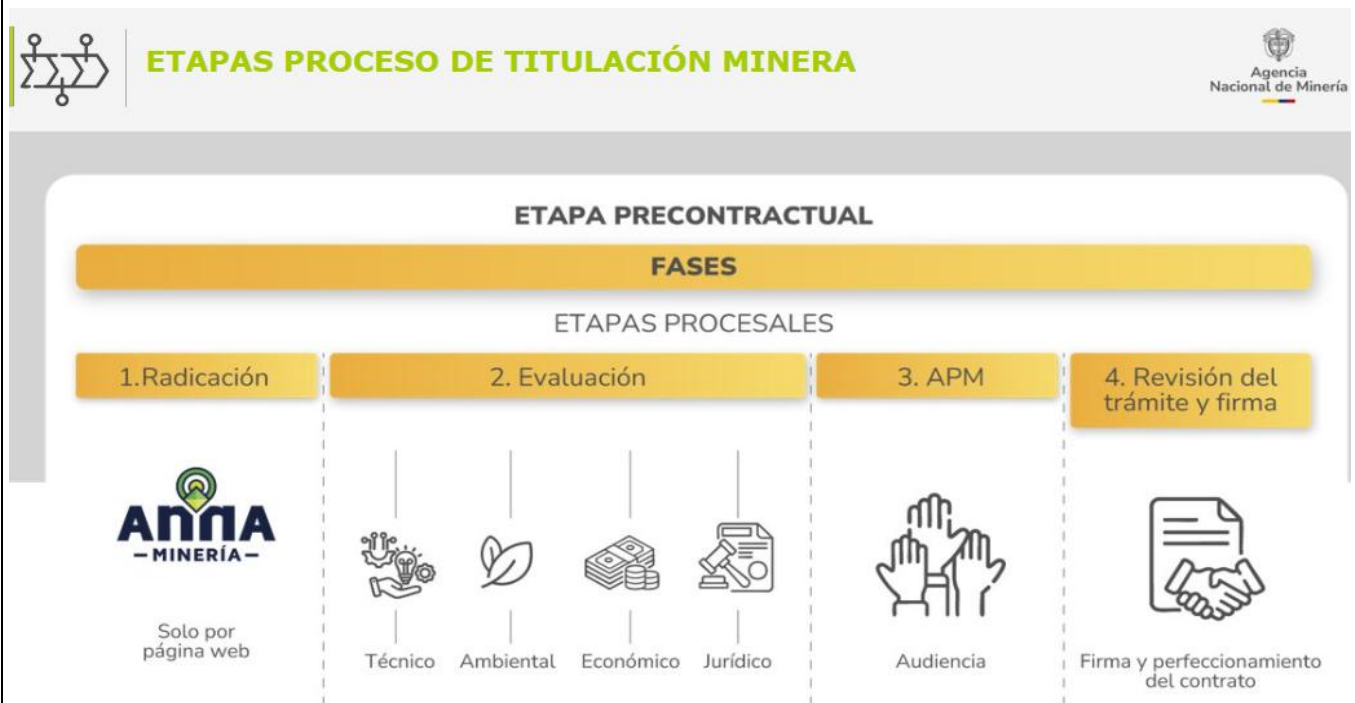 ETAPAS PROCESO DE TITULACIÓN MINERA
Agencia
Nacional de Minería
ETAPA PRECONTRACTUAL
FASES
ETAPAS PROCESALES
1.Radicación
2. Evaluación
3. APM
4. Revisión del
trámite y firma
ANNA
–MINERÍA–
Solo por
página web
Técnico
Ambiental
Económico
Jurídico
Audiencia
Firma y perfeccionamiento
del contrato